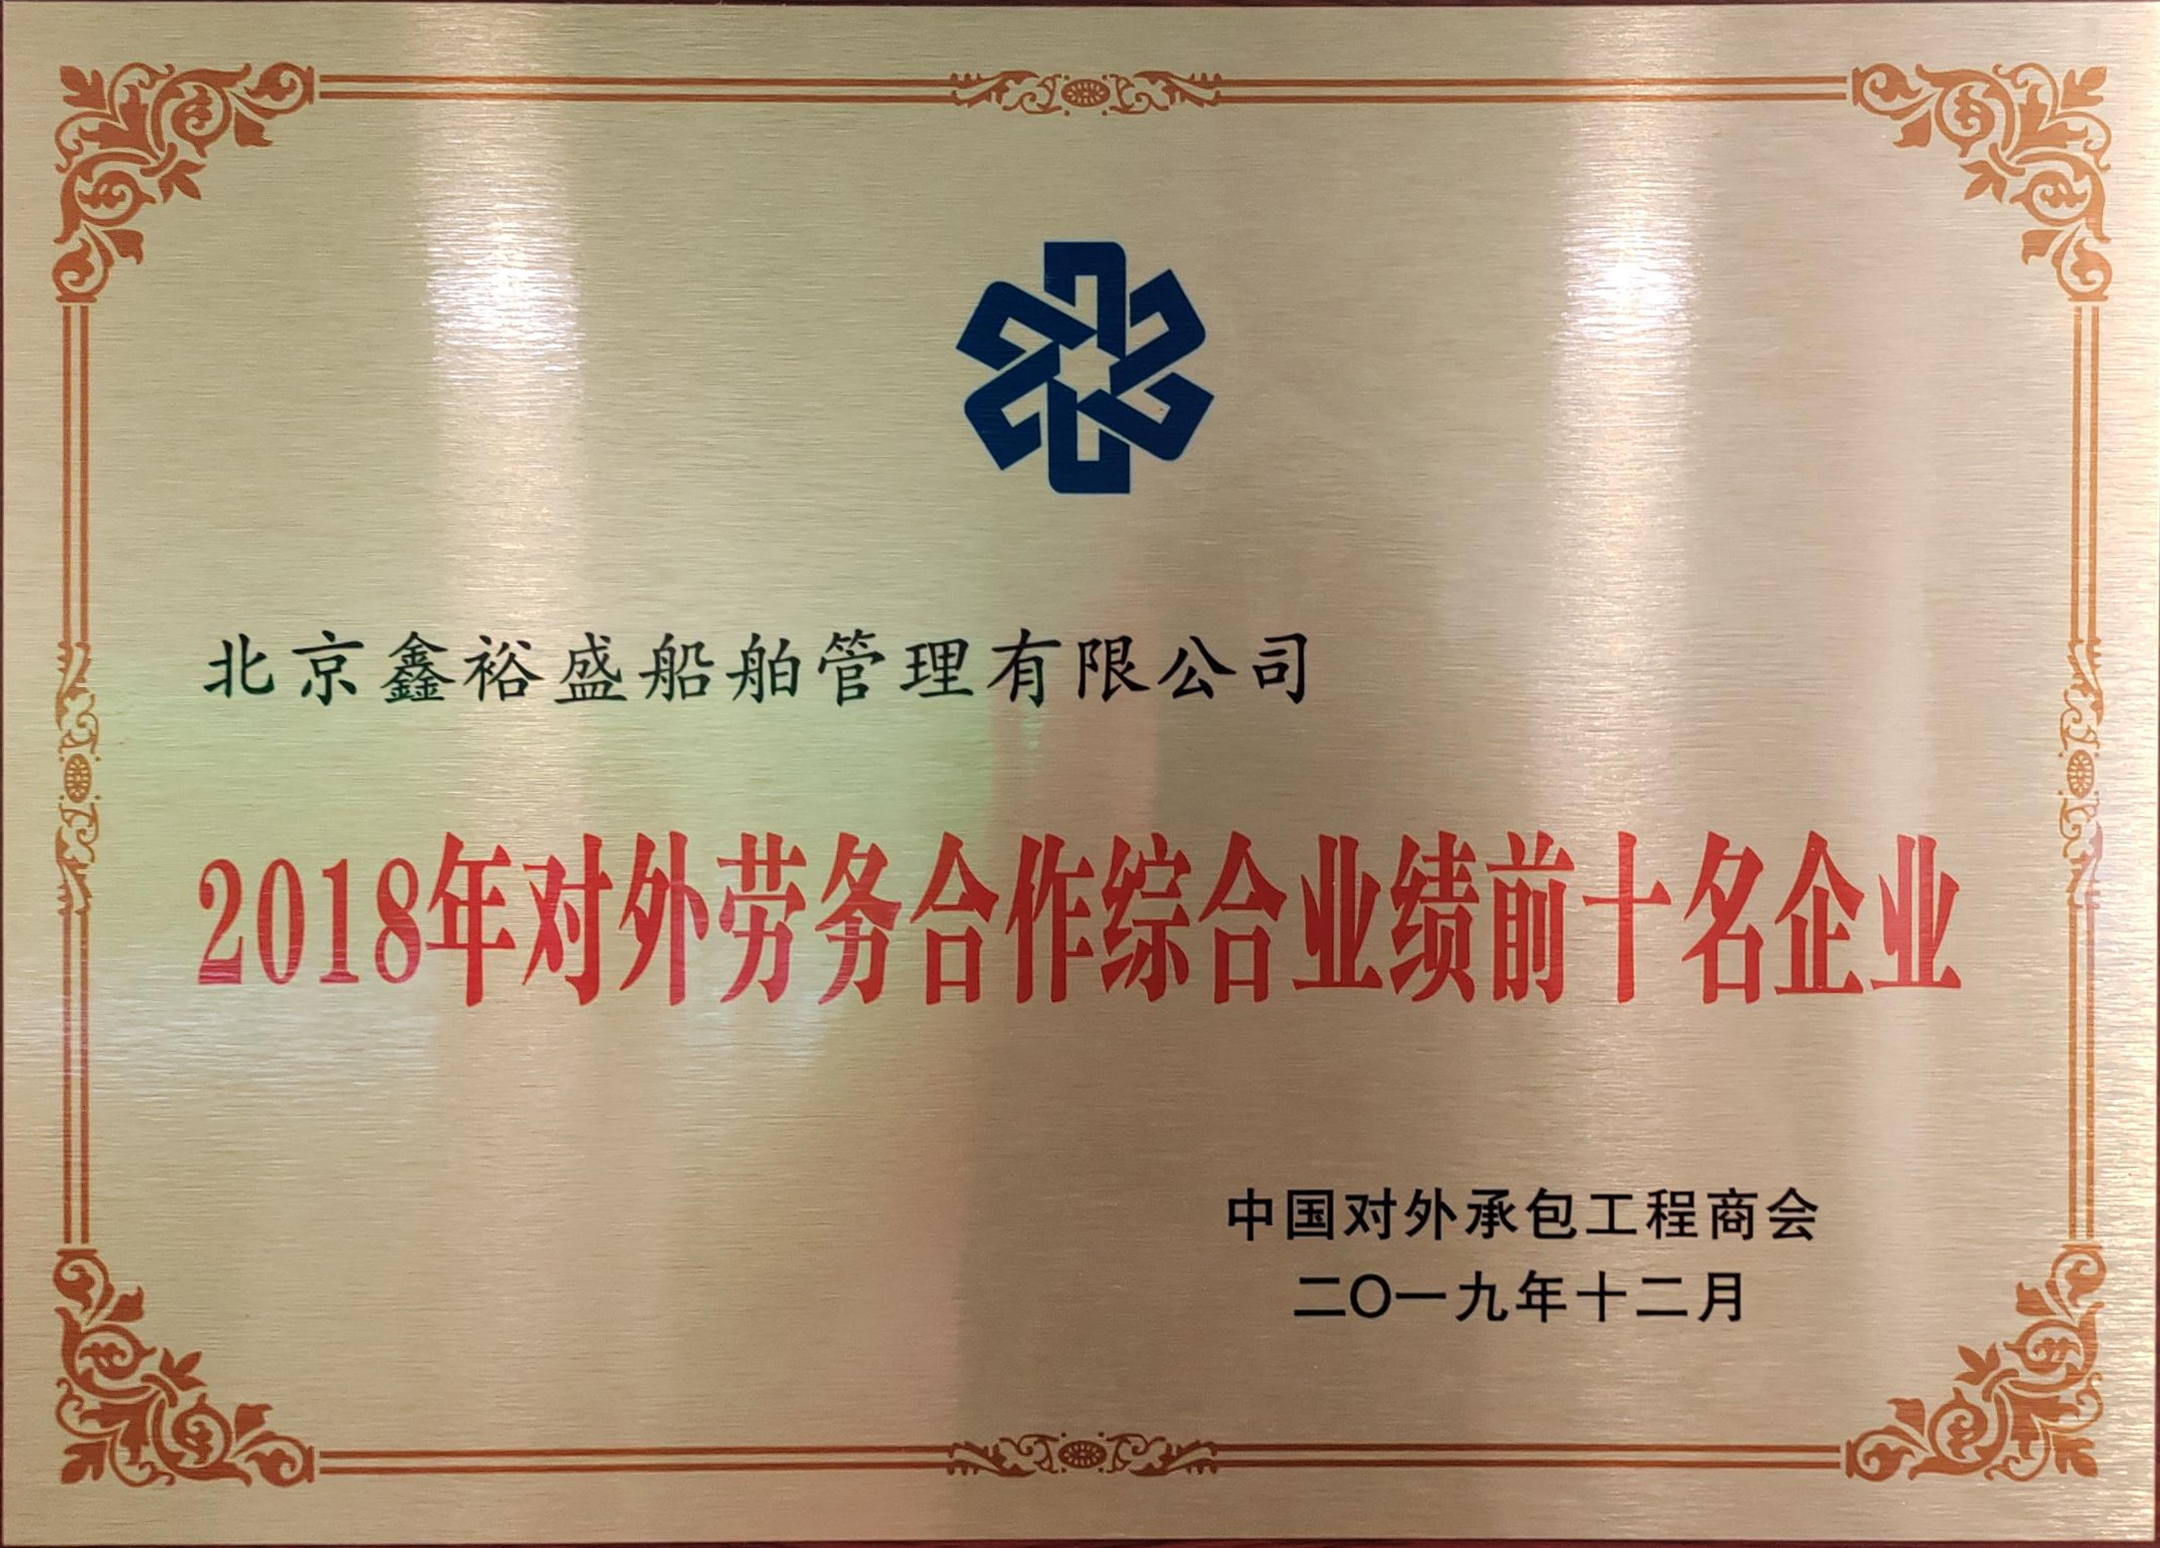 北京鑫裕盛船舶管理有限公司
2018年对外劳务合作综合业绩前十名企业
中国对外承包工程商会
二〇一九年十二月